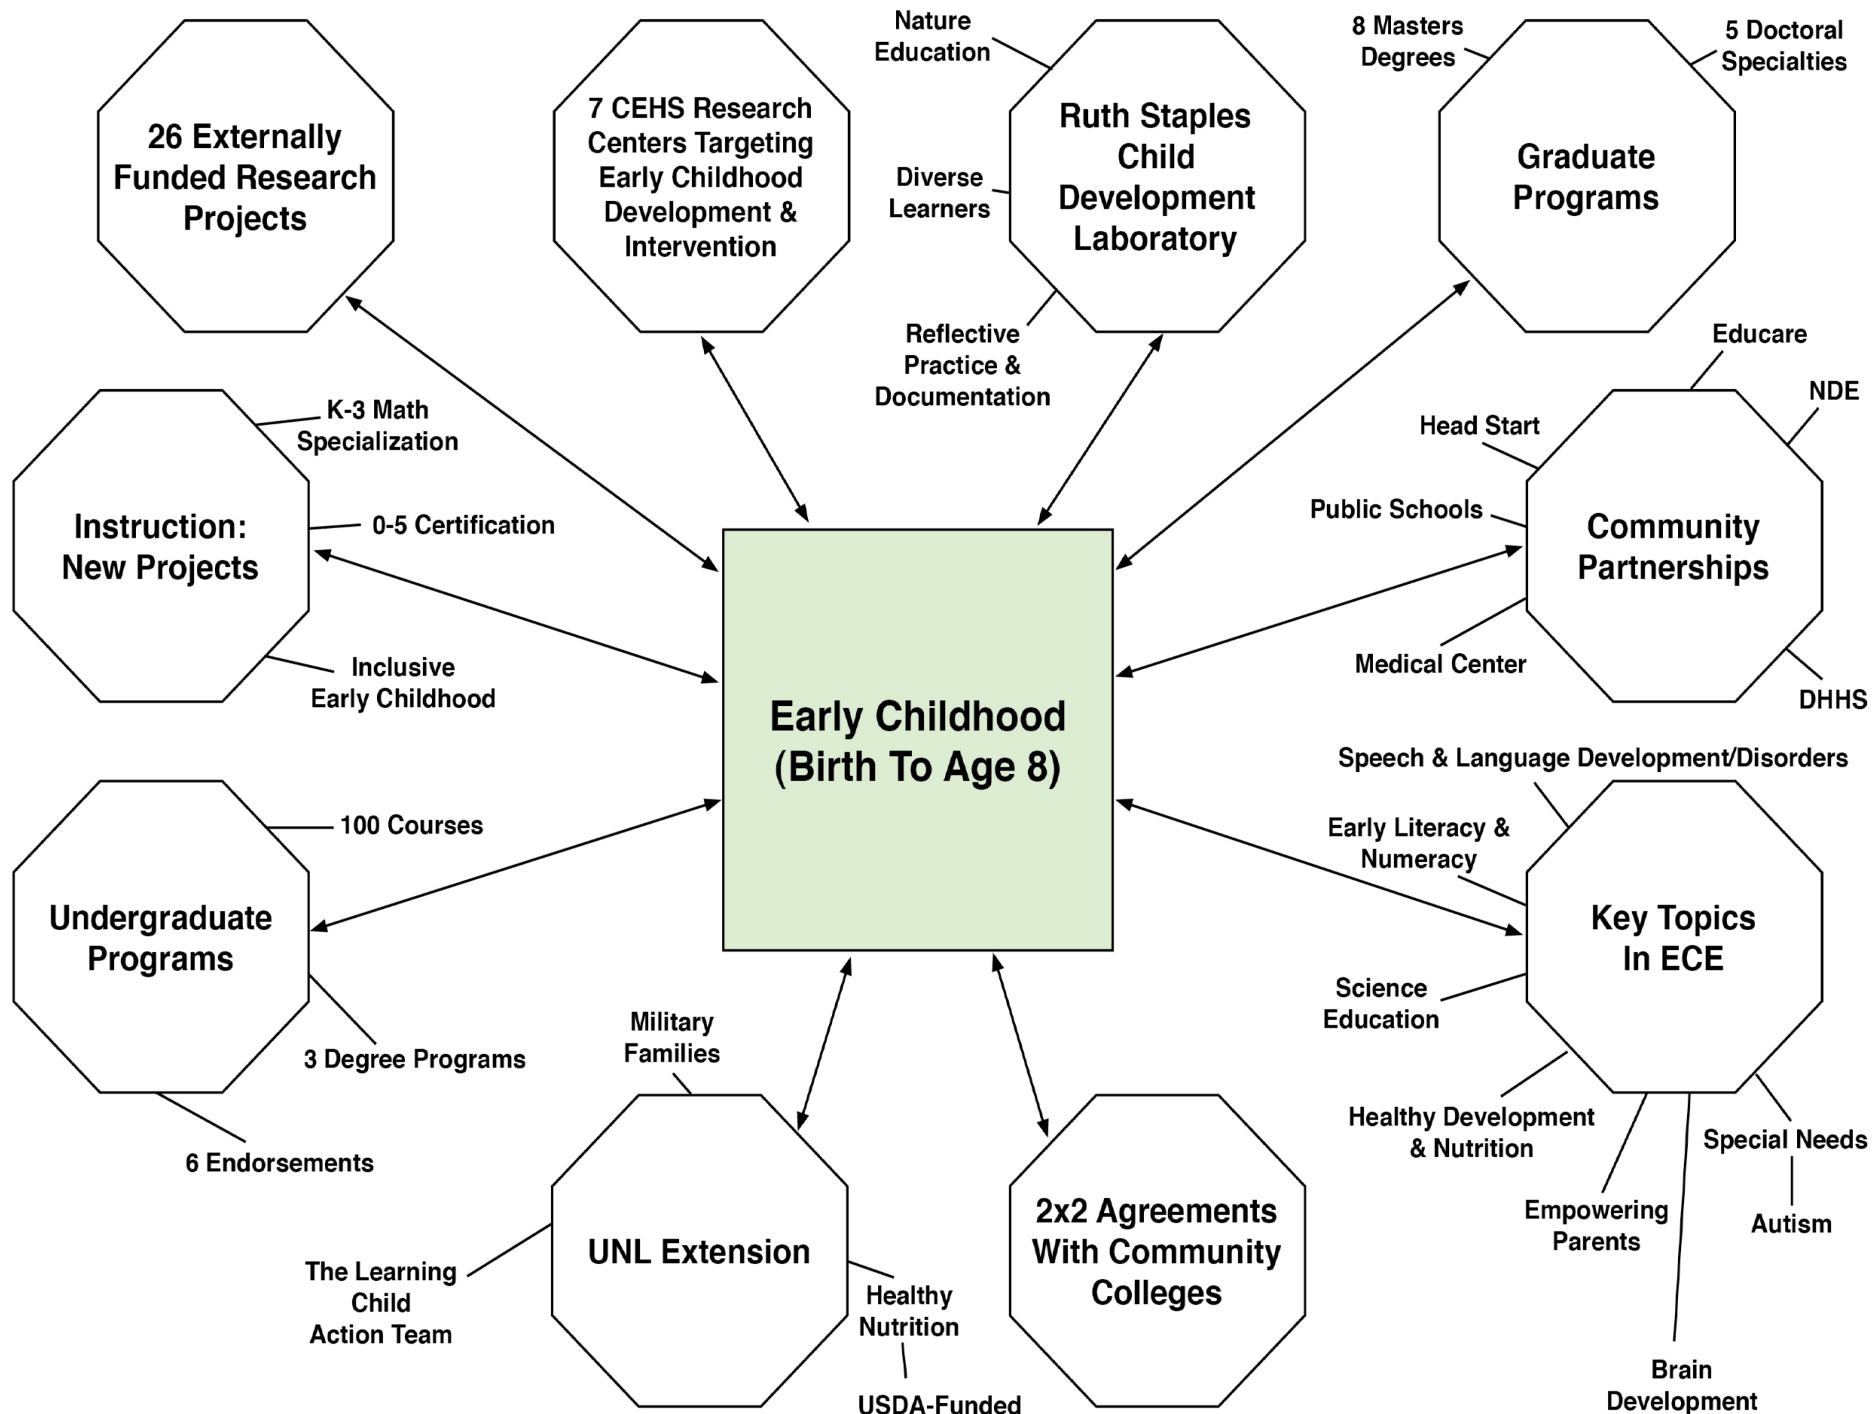 26 Externally
Funded Research
Projects
7 CEHS Research
Centers Targeting
Early Childhood
Development &
Intervention
Nature
Education
Diverse
Learners
Reflective
Practice &
Documentation
Ruth Staples
Child
Development
Laboratory
8 Masters
Degrees
5 Doctoral
Specialties
Graduate
Programs
Instruction:
New Projects
K-3 Math
Specialization
0-5 Certification
Inclusive
Early Childhood
Educare
NDE
Head Start
Public Schools
Community
Partnerships
Medical Center
DHHS
Early Childhood
(Birth To Age 8)
Undergraduate
Programs
100 Courses
3 Degree Programs
6 Endorsements
Speech & Language Development/Disorders
Early Literacy &
Numeracy
Key Topics
In ECE
Science
Education
Healthy Development
& Nutrition
Empowering
Parents
Brain
Development
Special Needs
Autism
Military
Families
UNL Extension
The Learning
Child
Action Team
Healthy
Nutrition
USDA-Funded
2x2 Agreements
With Community
Colleges